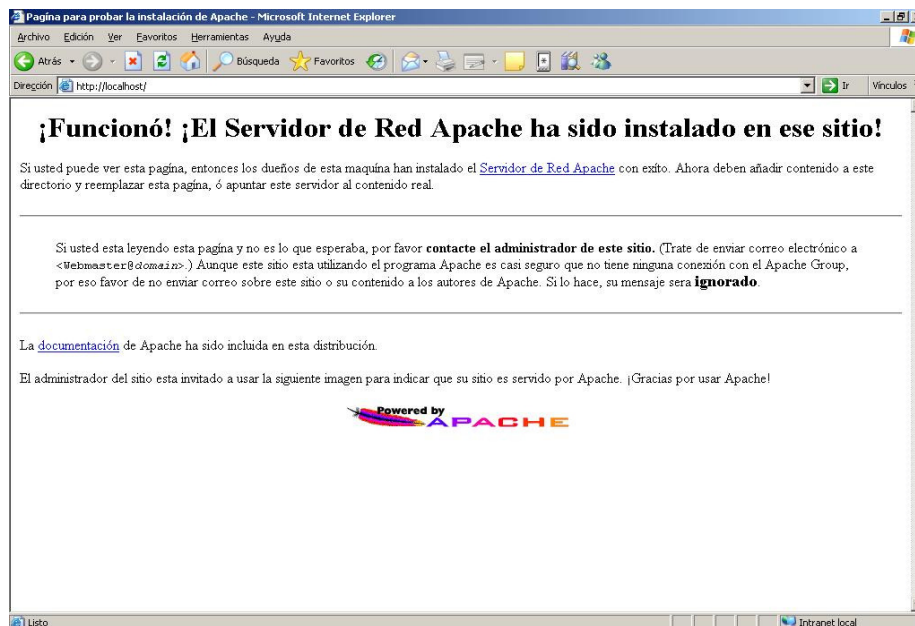 Pagína para probar la instalación de Apache - Microsoft Internet Explorer
Archivo Edición Ver Favoritos Herramientas Ayuda
Atrás Búsqueda Favoritos
Dirección http://localhost/ Ir Vínculos
¡Funcionó! ¡El Servidor de Red Apache ha sido instalado en ese sitio!
Si usted puede ver esta pagína, entonces los dueños de esta maquína han instalado el Servidor de Red Apache con exíto. Ahora deben añadir contenido a este
directorio y reemplazar esta pagína, ó apuntar este servidor al contenido real.
Si usted esta leyendo esta pagína y no es lo que esperaba, por favor contacte el administrador de este sitio. (Trate de enviar correo electrónico a
<Webmaster@domain>.) Aunque este sitio esta utilizando el programa Apache es casi seguro que no tiene ninguna conexión con el Apache Group,
por eso favor de no enviar correo sobre este sitio o su contenido a los autores de Apache. Si lo hace, su mensaje sera ignorado.
La documentación de Apache ha sido incluida en esta distribución.
El administrador del sitio esta invitado a usar la siguiente imagen para indicar que su sitio es servido por Apache. ¡Gracias por usar Apache!
Powered by
APACHE
Listo Intranet local